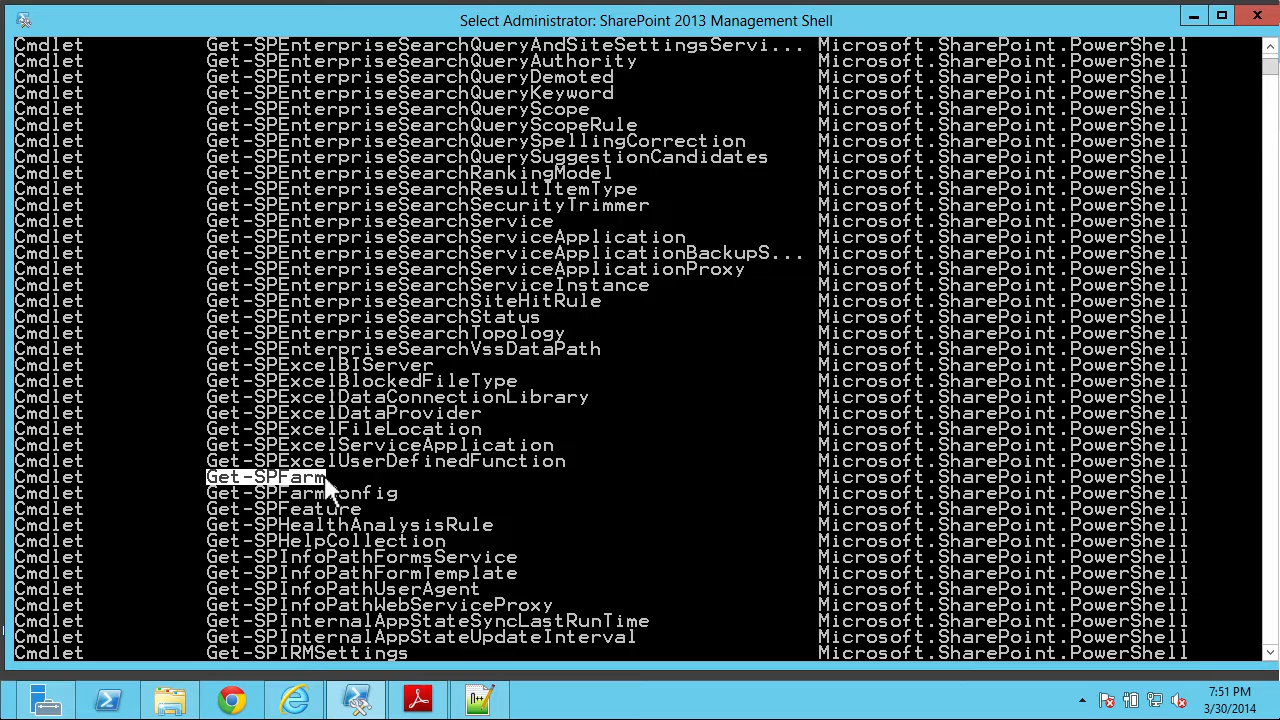 Select Administrator: SharePoint 2013 Management Shell
Cmdlet Get-SPEnterpriseSearchQueryAndSiteSettingsServi... Microsoft.SharePoint.PowerShell
Cmdlet Get-SPEnterpriseSearchQueryAuthority Microsoft.SharePoint.PowerShell
Cmdlet Get-SPEnterpriseSearchQueryDemoted Microsoft.SharePoint.PowerShell
Cmdlet Get-SPEnterpriseSearchQueryKeyword Microsoft.SharePoint.PowerShell
Cmdlet Get-SPEnterpriseSearchQueryScope Microsoft.SharePoint.PowerShell
Cmdlet Get-SPEnterpriseSearchQueryScopeRule Microsoft.SharePoint.PowerShell
Cmdlet Get-SPEnterpriseSearchQuerySpellingCorrection Microsoft.SharePoint.PowerShell
Cmdlet Get-SPEnterpriseSearchQuerySuggestionCandidates Microsoft.SharePoint.PowerShell
Cmdlet Get-SPEnterpriseSearchRankingModel Microsoft.SharePoint.PowerShell
Cmdlet Get-SPEnterpriseSearchResultItemType Microsoft.SharePoint.PowerShell
Cmdlet Get-SPEnterpriseSearchSecurityTrimmer Microsoft.SharePoint.PowerShell
Cmdlet Get-SPEnterpriseSearchService Microsoft.SharePoint.PowerShell
Cmdlet Get-SPEnterpriseSearchServiceApplication Microsoft.SharePoint.PowerShell
Cmdlet Get-SPEnterpriseSearchServiceApplicationBackupS... Microsoft.SharePoint.PowerShell
Cmdlet Get-SPEnterpriseSearchServiceApplicationProxy Microsoft.SharePoint.PowerShell
Cmdlet Get-SPEnterpriseSearchServiceInstance Microsoft.SharePoint.PowerShell
Cmdlet Get-SPEnterpriseSearchSiteHitRule Microsoft.SharePoint.PowerShell
Cmdlet Get-SPEnterpriseSearchStatus Microsoft.SharePoint.PowerShell
Cmdlet Get-SPEnterpriseSearchTopology Microsoft.SharePoint.PowerShell
Cmdlet Get-SPEnterpriseSearchVssDataPath Microsoft.SharePoint.PowerShell
Cmdlet Get-SPExcelBIServer Microsoft.SharePoint.PowerShell
Cmdlet Get-SPExcelBlockedFileType Microsoft.SharePoint.PowerShell
Cmdlet Get-SPExcelDataConnectionLibrary Microsoft.SharePoint.PowerShell
Cmdlet Get-SPExcelDataProvider Microsoft.SharePoint.PowerShell
Cmdlet Get-SPExcelFileLocation Microsoft.SharePoint.PowerShell
Cmdlet Get-SPExcelServiceApplication Microsoft.SharePoint.PowerShell
Cmdlet Get-SPExcelUserDefinedFunction Microsoft.SharePoint.PowerShell
Cmdlet Get-SPFarm Microsoft.SharePoint.PowerShell
Cmdlet Get-SPFarmConfig Microsoft.SharePoint.PowerShell
Cmdlet Get-SPFeature Microsoft.SharePoint.PowerShell
Cmdlet Get-SPHealthAnalysisRule Microsoft.SharePoint.PowerShell
Cmdlet Get-SPHelpCollection Microsoft.SharePoint.PowerShell
Cmdlet Get-SPInfoPathFormsService Microsoft.SharePoint.PowerShell
Cmdlet Get-SPInfoPathFormTemplate Microsoft.SharePoint.PowerShell
Cmdlet Get-SPInfoPathUserAgent Microsoft.SharePoint.PowerShell
Cmdlet Get-SPInfoPathWebServiceProxy Microsoft.SharePoint.PowerShell
Cmdlet Get-SPInternalAppStateSyncLastRunTime Microsoft.SharePoint.PowerShell
Cmdlet Get-SPInternalAppStateUpdateInterval Microsoft.SharePoint.PowerShell
Cmdlet Get-SPIRMSettings Microsoft.SharePoint.PowerShell
7:51 PM
3/30/2014